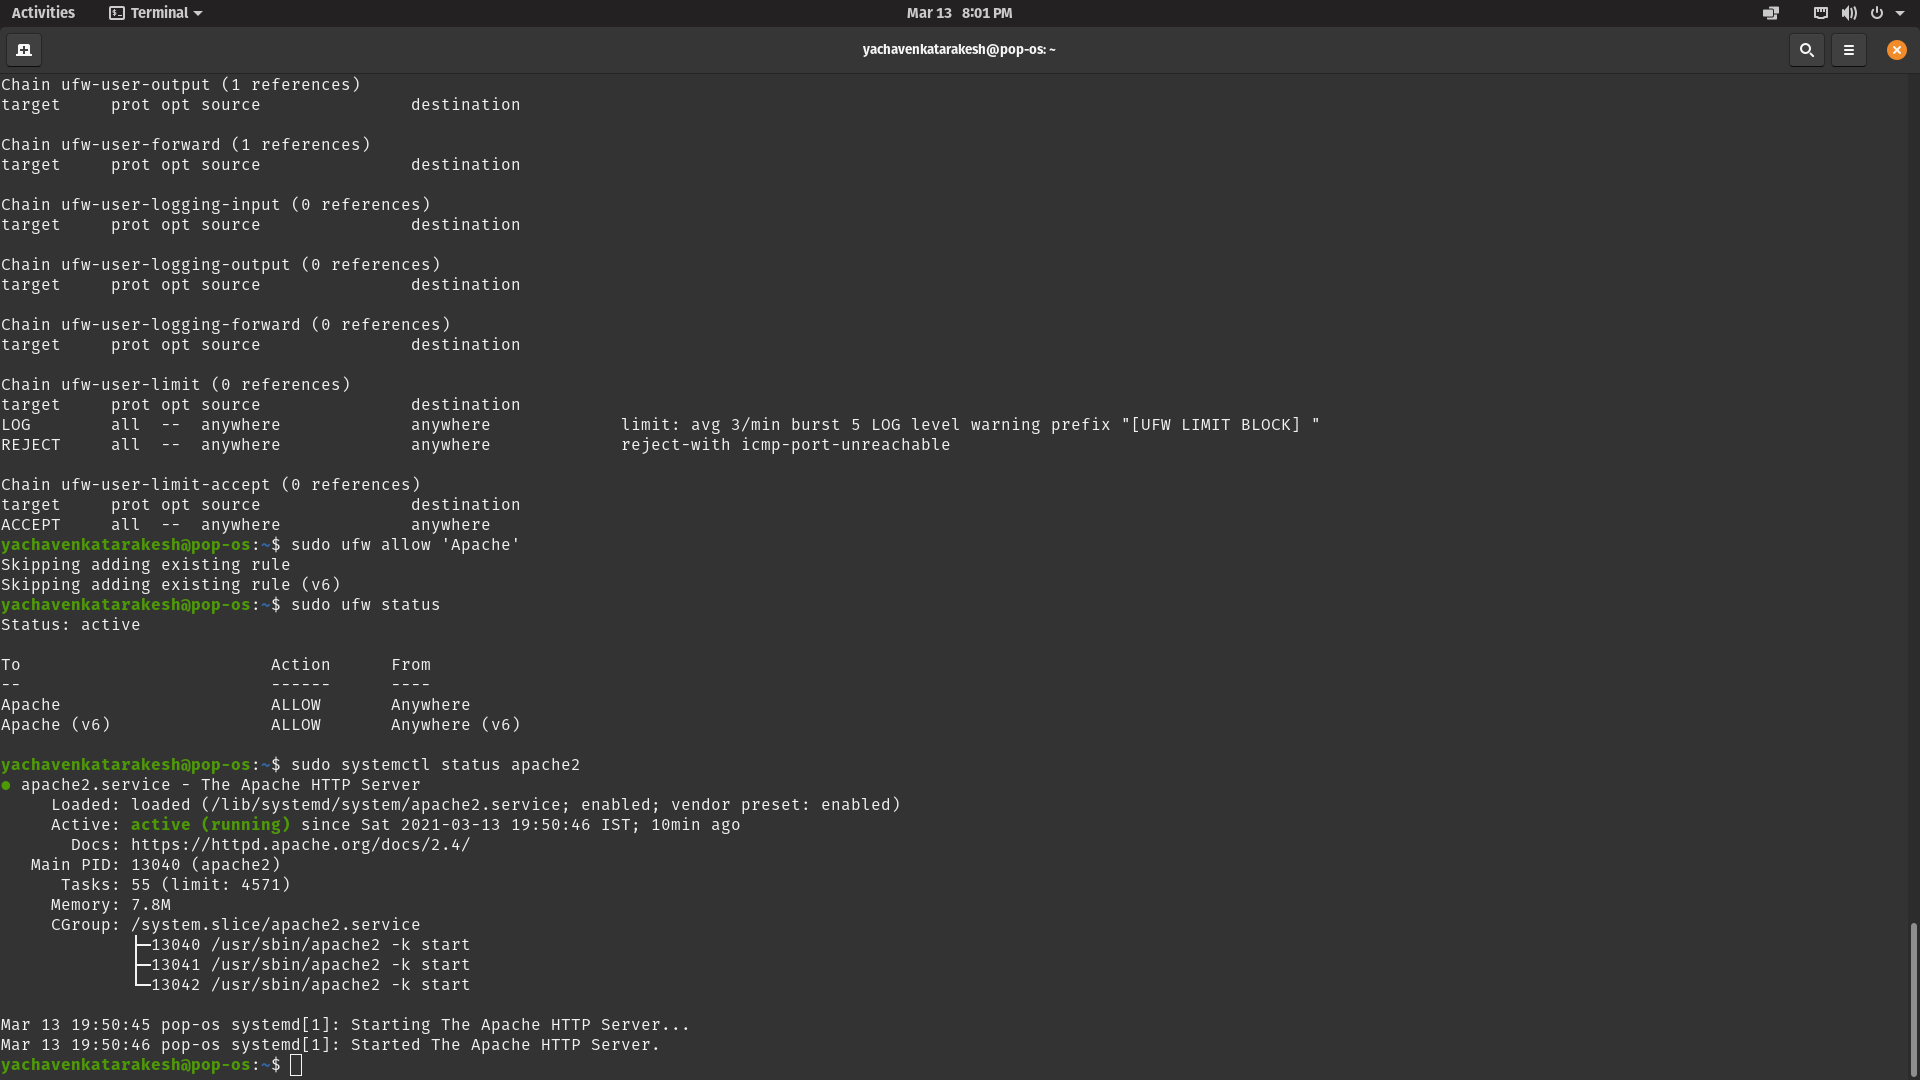 Activities Terminal Mar 13 8:01 PM
yachavenkatarakesh@pop-os: ~
Chain ufw-user-output (1 references)
target     prot opt source               destination

Chain ufw-user-forward (1 references)
target     prot opt source               destination

Chain ufw-user-logging-input (0 references)
target     prot opt source               destination

Chain ufw-user-logging-output (0 references)
target     prot opt source               destination

Chain ufw-user-logging-forward (0 references)
target     prot opt source               destination

Chain ufw-user-limit (0 references)
target     prot opt source               destination
LOG        all  --  anywhere             anywhere             limit: avg 3/min burst 5 LOG level warning prefix "[UFW LIMIT BLOCK] "
REJECT     all  --  anywhere             anywhere             reject-with icmp-port-unreachable

Chain ufw-user-limit-accept (0 references)
target     prot opt source               destination
ACCEPT     all  --  anywhere             anywhere
yachavenkatarakesh@pop-os:~$ sudo ufw allow 'Apache'
Skipping adding existing rule
Skipping adding existing rule (v6)
yachavenkatarakesh@pop-os:~$ sudo ufw status
Status: active

To                         Action      From
--                         ------      ----
Apache                     ALLOW       Anywhere
Apache (v6)                ALLOW       Anywhere (v6)

yachavenkatarakesh@pop-os:~$ sudo systemctl status apache2
● apache2.service - The Apache HTTP Server
     Loaded: loaded (/lib/systemd/system/apache2.service; enabled; vendor preset: enabled)
     Active: active (running) since Sat 2021-03-13 19:50:46 IST; 10min ago
       Docs: https://httpd.apache.org/docs/2.4/
   Main PID: 13040 (apache2)
      Tasks: 55 (limit: 4571)
     Memory: 7.8M
     CGroup: /system.slice/apache2.service
             ├─13040 /usr/sbin/apache2 -k start
             ├─13041 /usr/sbin/apache2 -k start
             └─13042 /usr/sbin/apache2 -k start

Mar 13 19:50:45 pop-os systemd[1]: Starting The Apache HTTP Server...
Mar 13 19:50:46 pop-os systemd[1]: Started The Apache HTTP Server.
yachavenkatarakesh@pop-os:~$